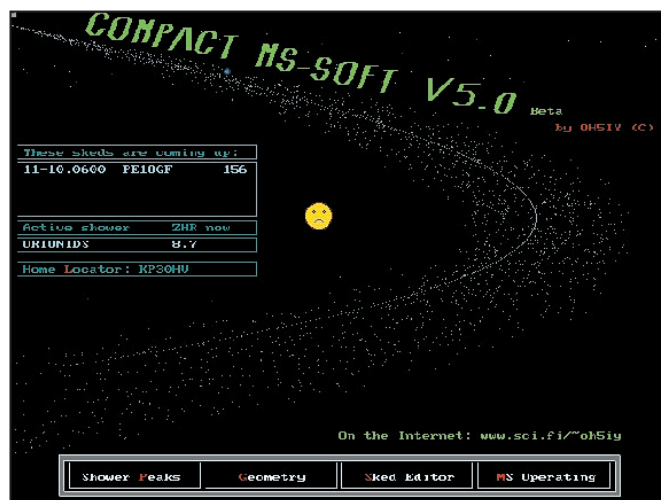 COMPACT MS-SOFT V5.0 Beta
by OH5IY (C)
These skeds are coming up:
11-10.0600 PE1OGF 156
Active shower ZHR now
ORIONIDS 8.7
Home Locator: KP30HV
On the Internet: www.sci.fi/~oh5iy
Shower Peaks Geometry Sked Editor MS Operating